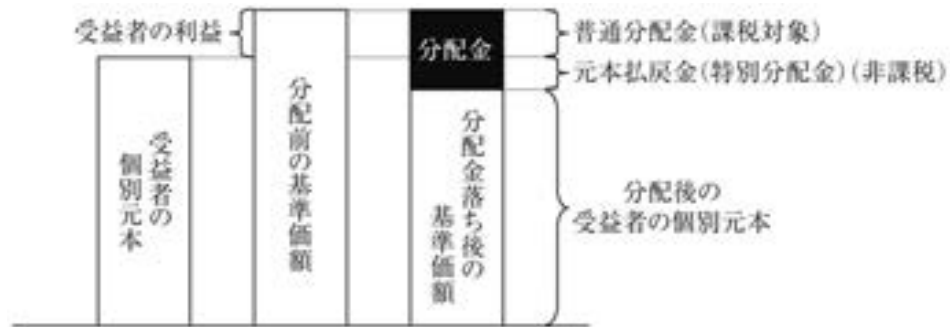 受益者の利益
分配金
普通分配金(課税対象)
元本払戻金(特別分配金)(非課税)
受益者の
個別元本
分配前の基準価額
分配金落ち後の
基準価額
分配後の
受益者の個別元本